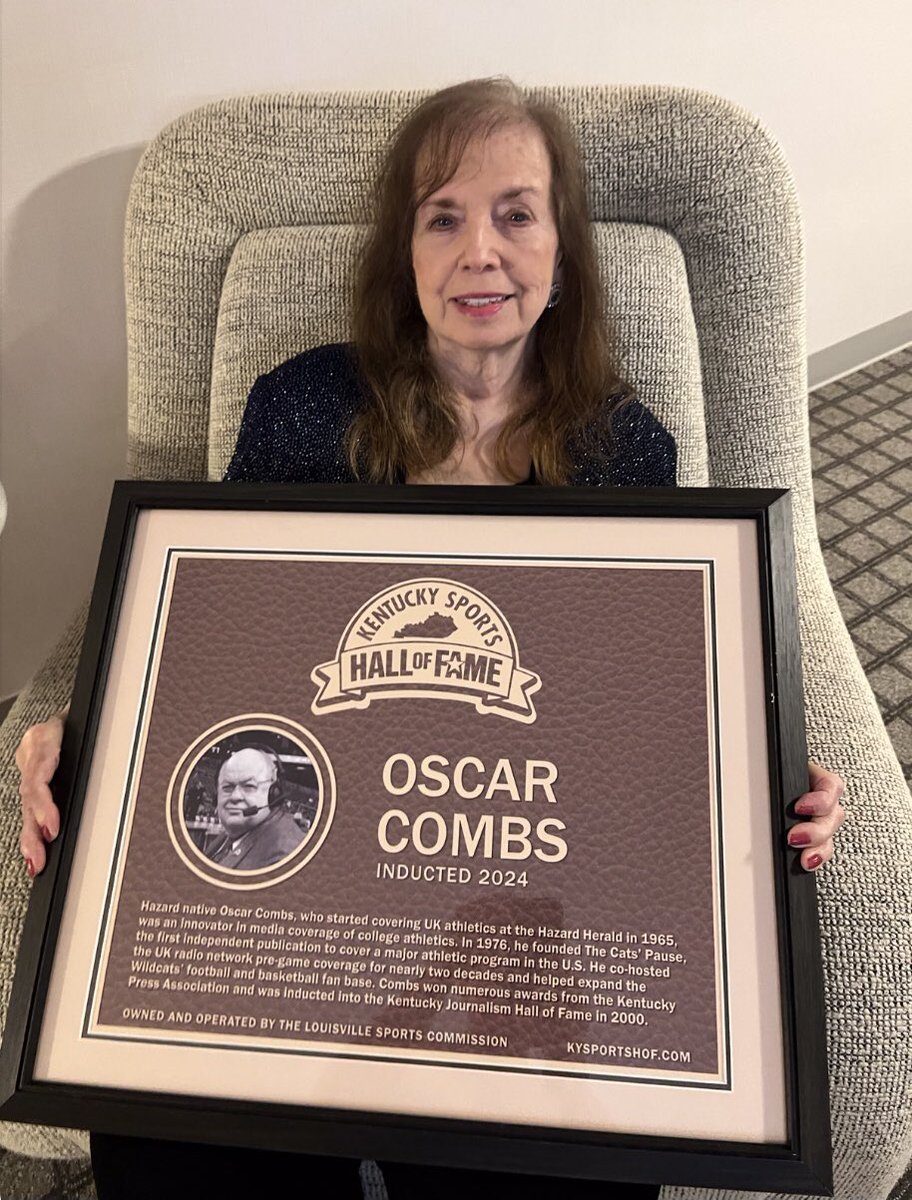 KENTUCKY SPORTS
HALL OF FAME
OSCAR
COMBS
INDUCTED 2024
Hazard native Oscar Combs, who started covering UK athletics at the Hazard Herald in 1965,
was an innovator in media coverage of college athletics. In 1976, he founded The Cats' Pause,
the first independent publication to cover a major athletic program in the U.S. He co-hosted
the UK radio network pre-game coverage for nearly two decades and helped expand the
Wildcats' football and basketball fan base. Combs won numerous awards from the Kentucky
Press Association and was inducted into the Kentucky Journalism Hall of Fame in 2000.
OWNED AND OPERATED BY THE LOUISVILLE SPORTS COMMISSION
KYSPORTSHOF.COM